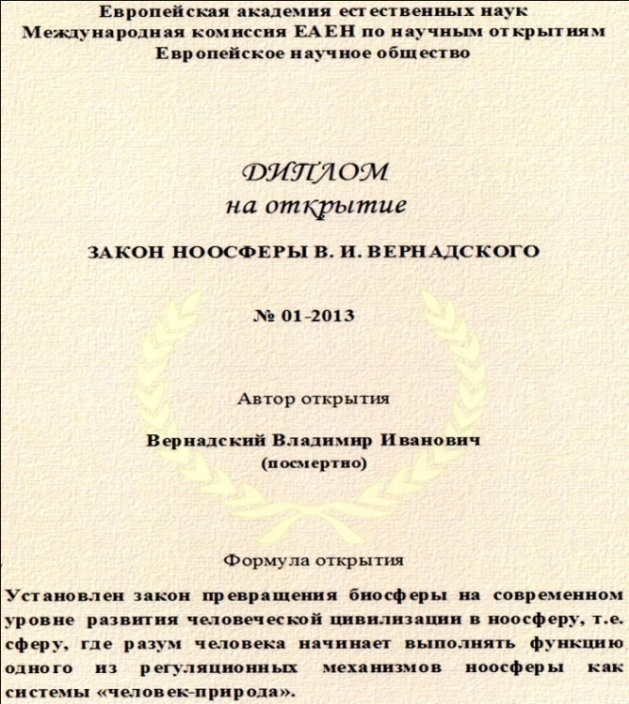 Европейская академия естественных наук
Международная комиссия ЕАЕН по научным открытиям
Европейское научное общество
ДИПЛОМ
на открытие
ЗАКОН НООСФЕРЫ В. И. ВЕРНАДСКОГО
№ 01-2013
Автор открытия
Вернадский Владимир Иванович
(посмертно)
Формула открытия
Установлен закон превращения биосферы на современном
уровне развития человеческой цивилизации в ноосферу, т.е.
сферу, где разум человека начинает выполнять функцию
одного из регуляционных механизмов ноосферы как
системы «человек-природа».